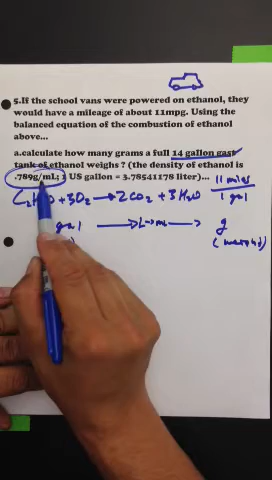 5.If the school vans were powered on ethanol, they
would have a mileage of about 11mpg. Using the
balanced equation of the combustion of ethanol
above...
a.calculate how many grams a full 14 gallon gast
tank of ethanol weighs ? (the density of ethanol is
.789g/mL; 1 US gallon = 3.78541178 liter)...
+3O₂ → 2CO₂ + 3H₂O 11 miles
1 gal
gal → L→mL → g